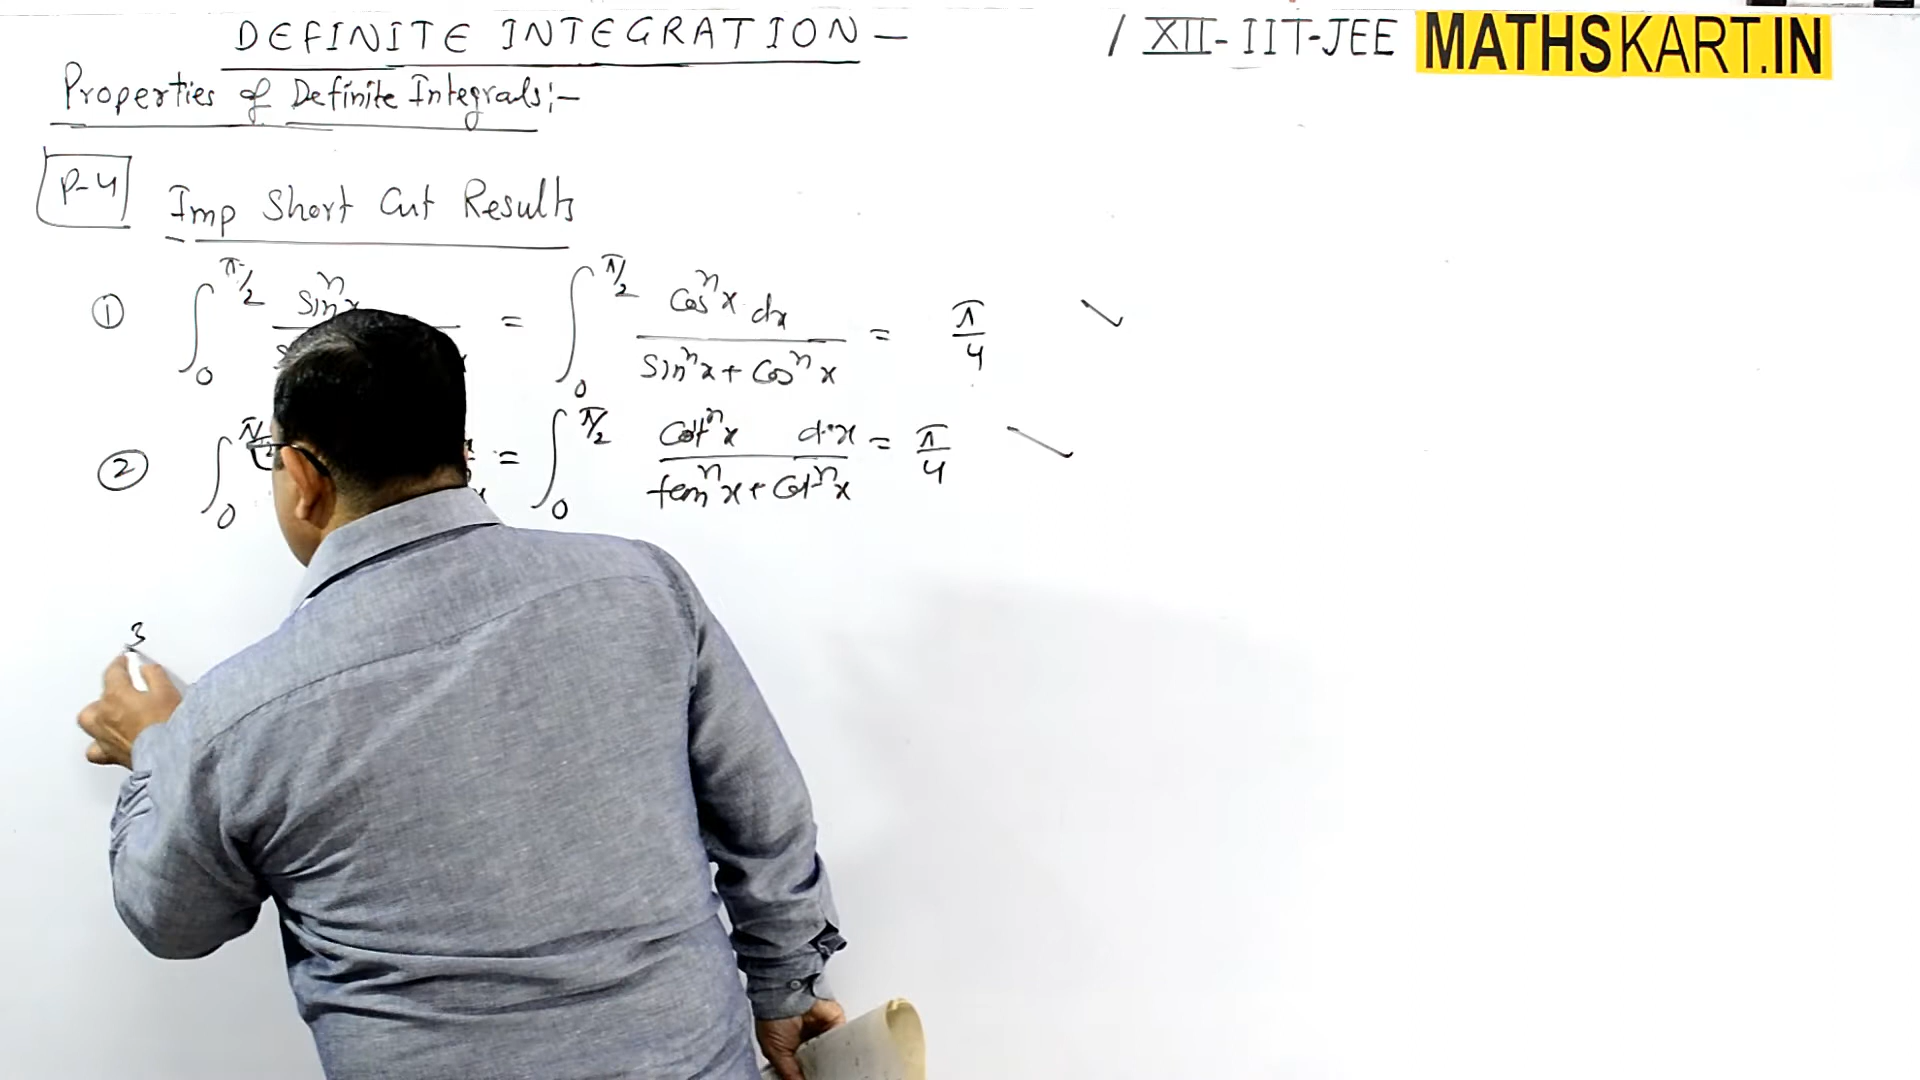 DEFINITE INTEGRATION — / XII-IIT-JEE MATHSKART.IN
Properties of Definite Integrals:-
P-4 Imp Short Cut Results
① ∫₀^{π/2} sinⁿx = ∫₀^{π/2} Cosⁿx dx / (Sinⁿx + Cosⁿx) = π/4
② ∫₀^{π/2} = ∫₀^{π/2} Cotⁿx dx / (tanⁿx + Cotⁿx) = π/4
3